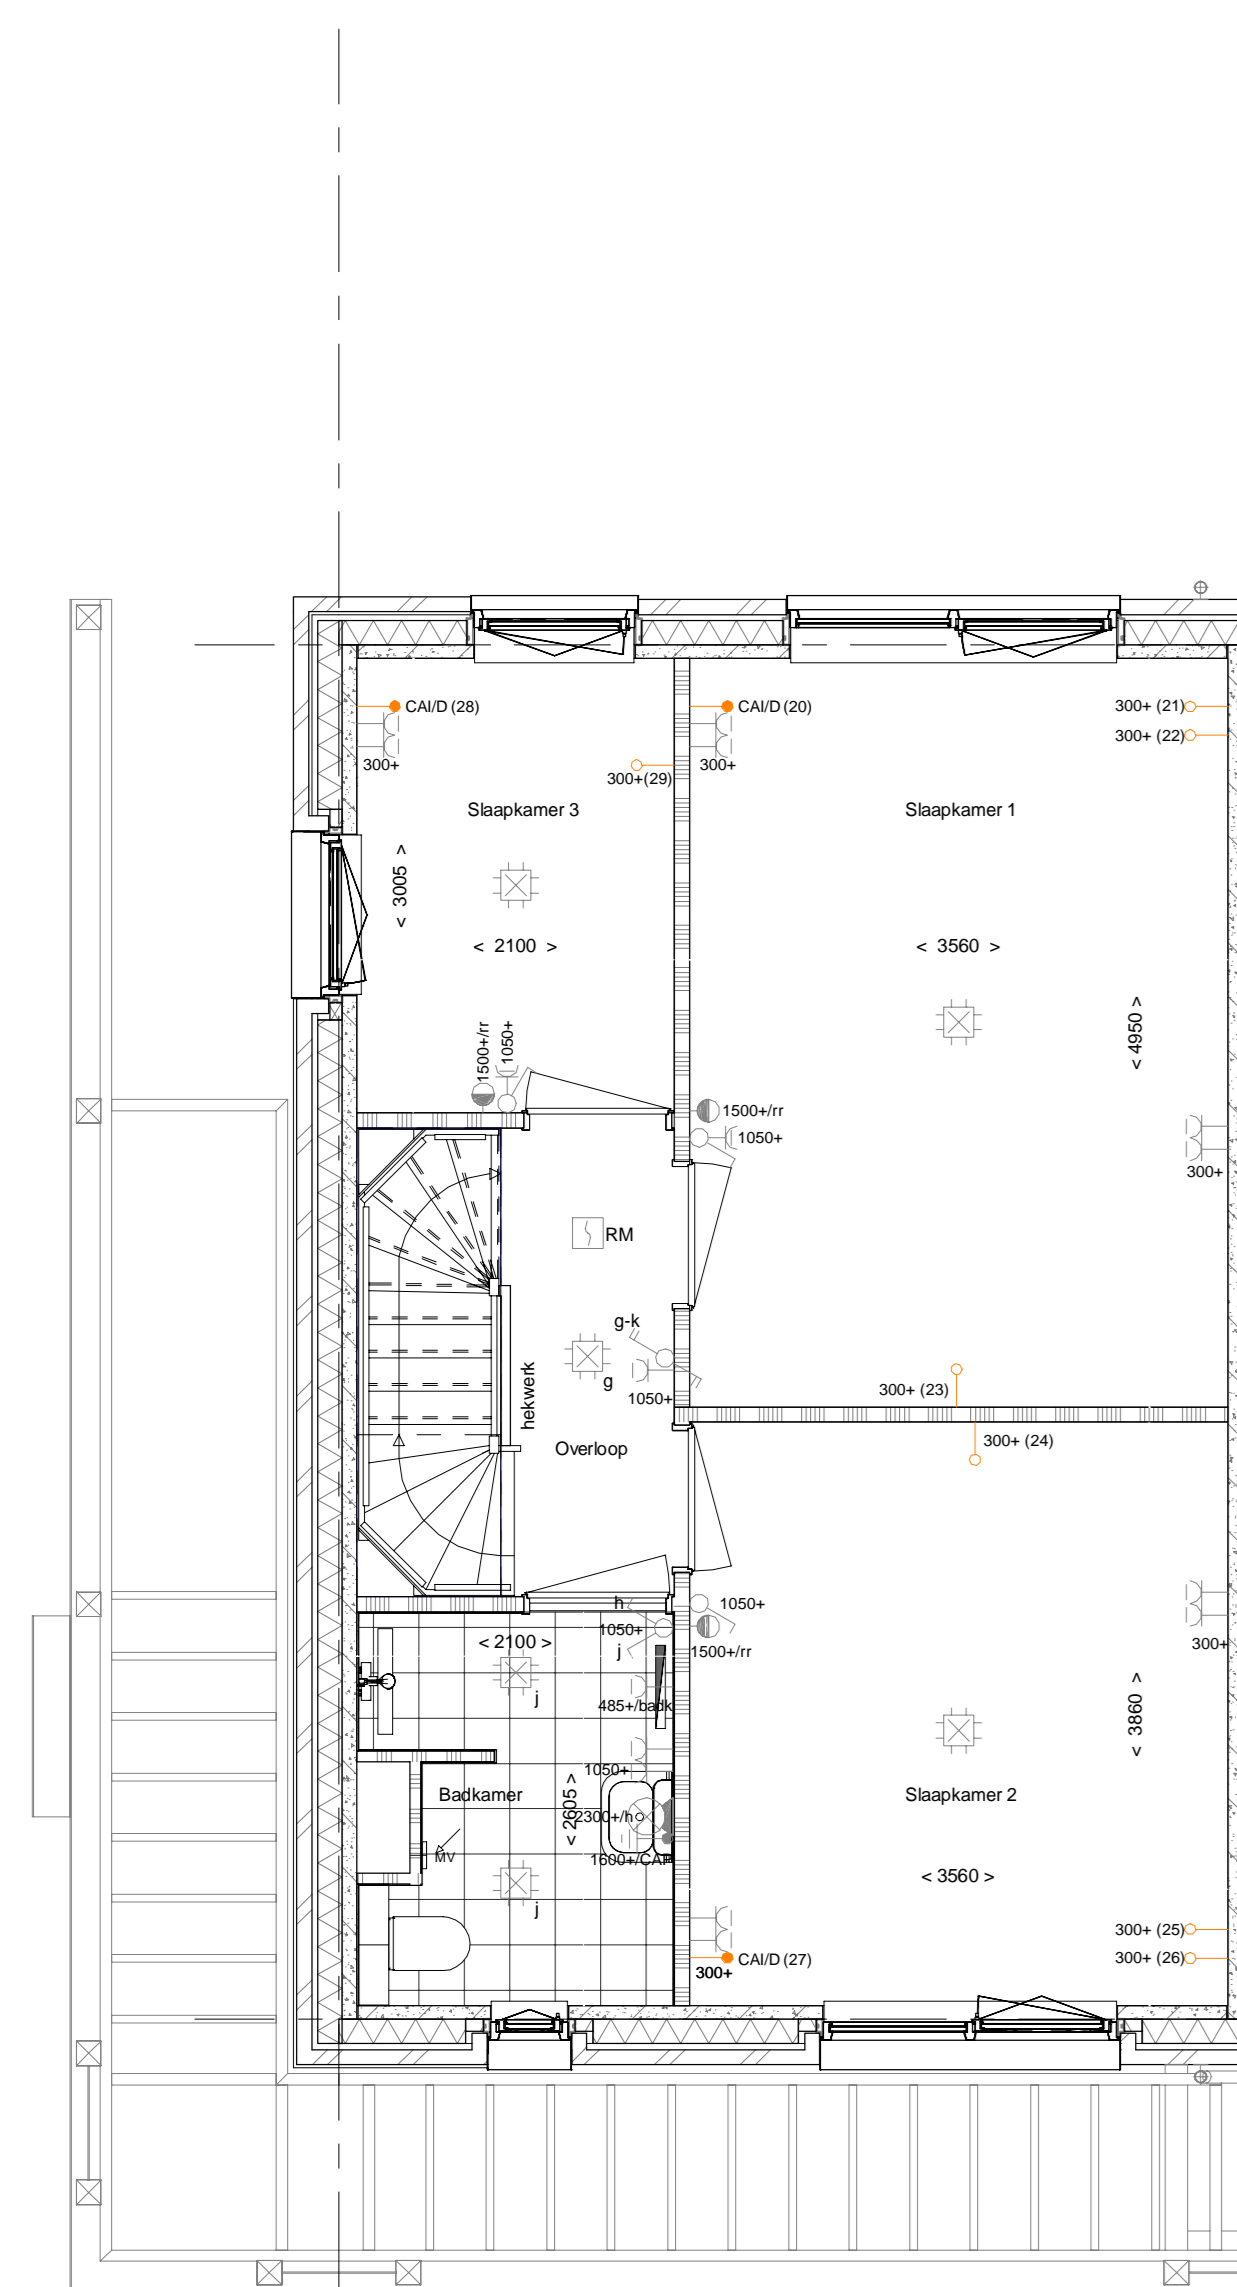 CAI/D (28)
CAI/D (20)
300+ (21)
300+ (22)
300+
300+(29)
300+
Slaapkamer 3
Slaapkamer 1
< 3005 >
< 2100 >
< 3560 >
< 4950 >
1500+/rr
1050+
1500+/rr
1050+
300+
RM
g-k
g
1050+
hekwerk
300+ (23)
300+ (24)
Overloop
h
1050+
j
1050+
1500+/rr
300+
< 2100 >
j
485+/badk
1050+
< 3860 >
Badkamer
< 2605 >
Slaapkamer 2
2300+/h
MV
1600+/CAP
< 3560 >
j
300+ (25)
300+ (26)
CAI/D (27)
300+